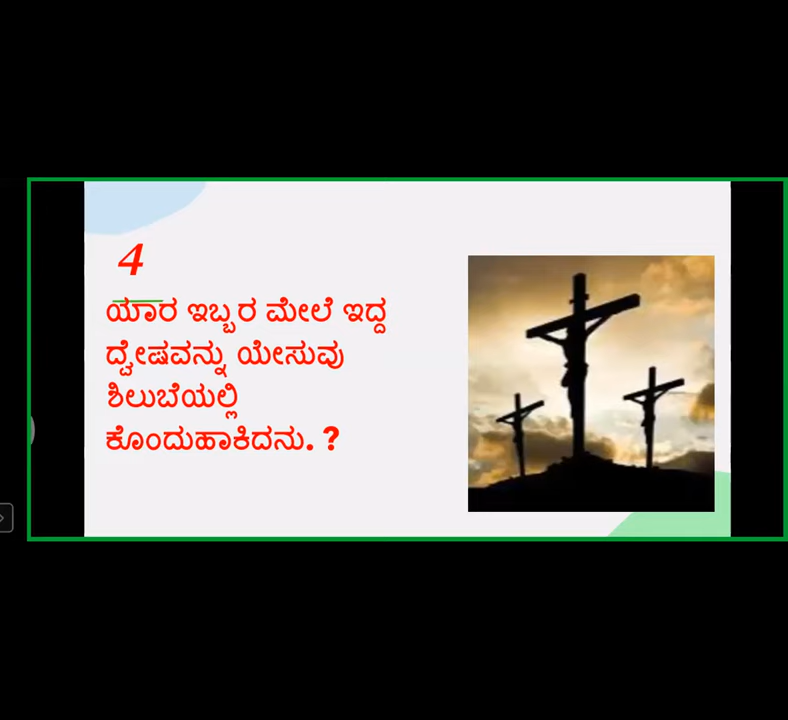 4
ಯಾರ ಇಬ್ಬರ ಮೇಲೆ ಇದ್ದ
ದ್ವೇಷವನ್ನು ಯೇಸುವು
ಶಿಲುಬೆಯಲ್ಲಿ
ಕೊಂದುಹಾಕಿದನು. ?